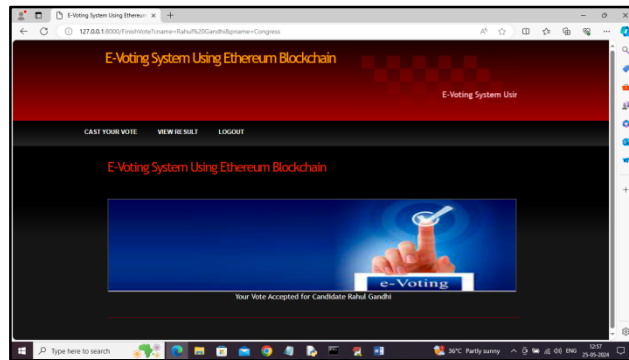 E-Voting System Using Ethereum
127.0.0.1:8000/FinishVote?cname=Rahul%20Gandhi&pname=Congress
E-Voting System Using Ethereum Blockchain
E-Voting System Usir
CAST YOUR VOTE VIEW RESULT LOGOUT
E-Voting System Using Ethereum Blockchain
e-Voting
Your Vote Accepted for Candidate Rahul Gandhi
Type here to search
36°C Partly sunny
ENG
12:57
25-05-2024